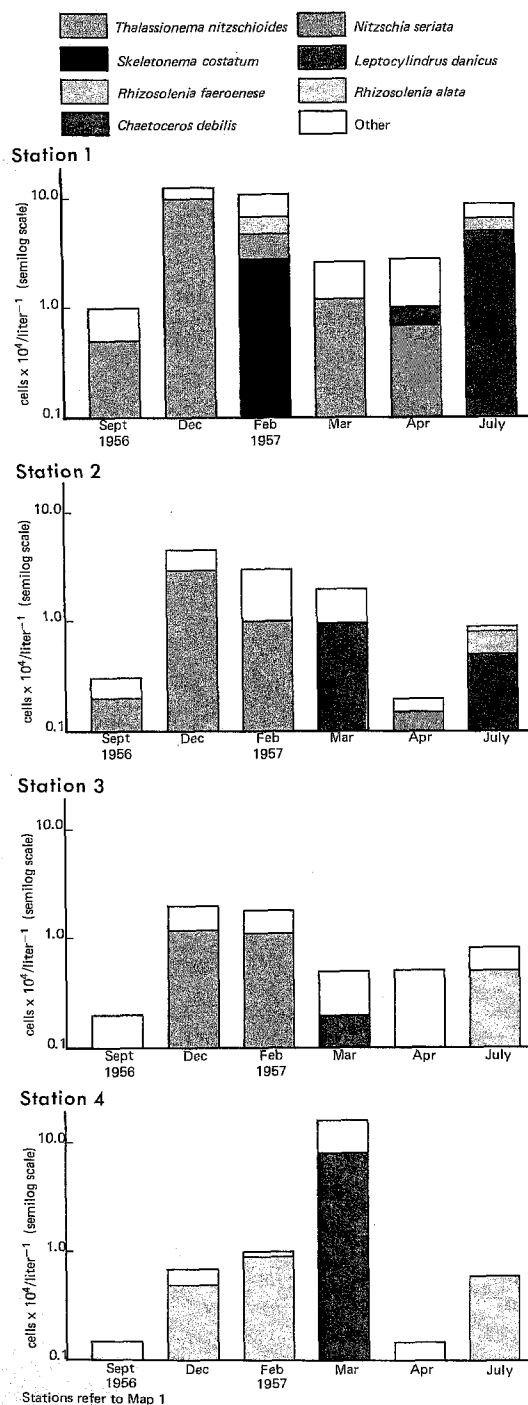 Thalassionema nitzschioides
Nitzschia seriata
Skeletonema costatum
Leptocylindrus danicus
Rhizosolenia faeroenese
Rhizosolenia alata
Chaetoceros debilis
Other
Station 1
cells x 10⁴/liter⁻¹ (semilog scale)
10.0
1.0
0.1
Sept Dec Feb Mar Apr July
1956 1957
Station 2
cells x 10⁴/liter⁻¹ (semilog scale)
10.0
1.0
0.1
Sept Dec Feb Mar Apr July
1956 1957
Station 3
cells x 10⁴/liter⁻¹ (semilog scale)
10.0
1.0
0.1
Sept Dec Feb Mar Apr July
1956 1957
Station 4
cells x 10⁴/liter⁻¹ (semilog scale)
10.0
1.0
0.1
Sept Dec Feb Mar Apr July
1956 1957
Stations refer to Map 1